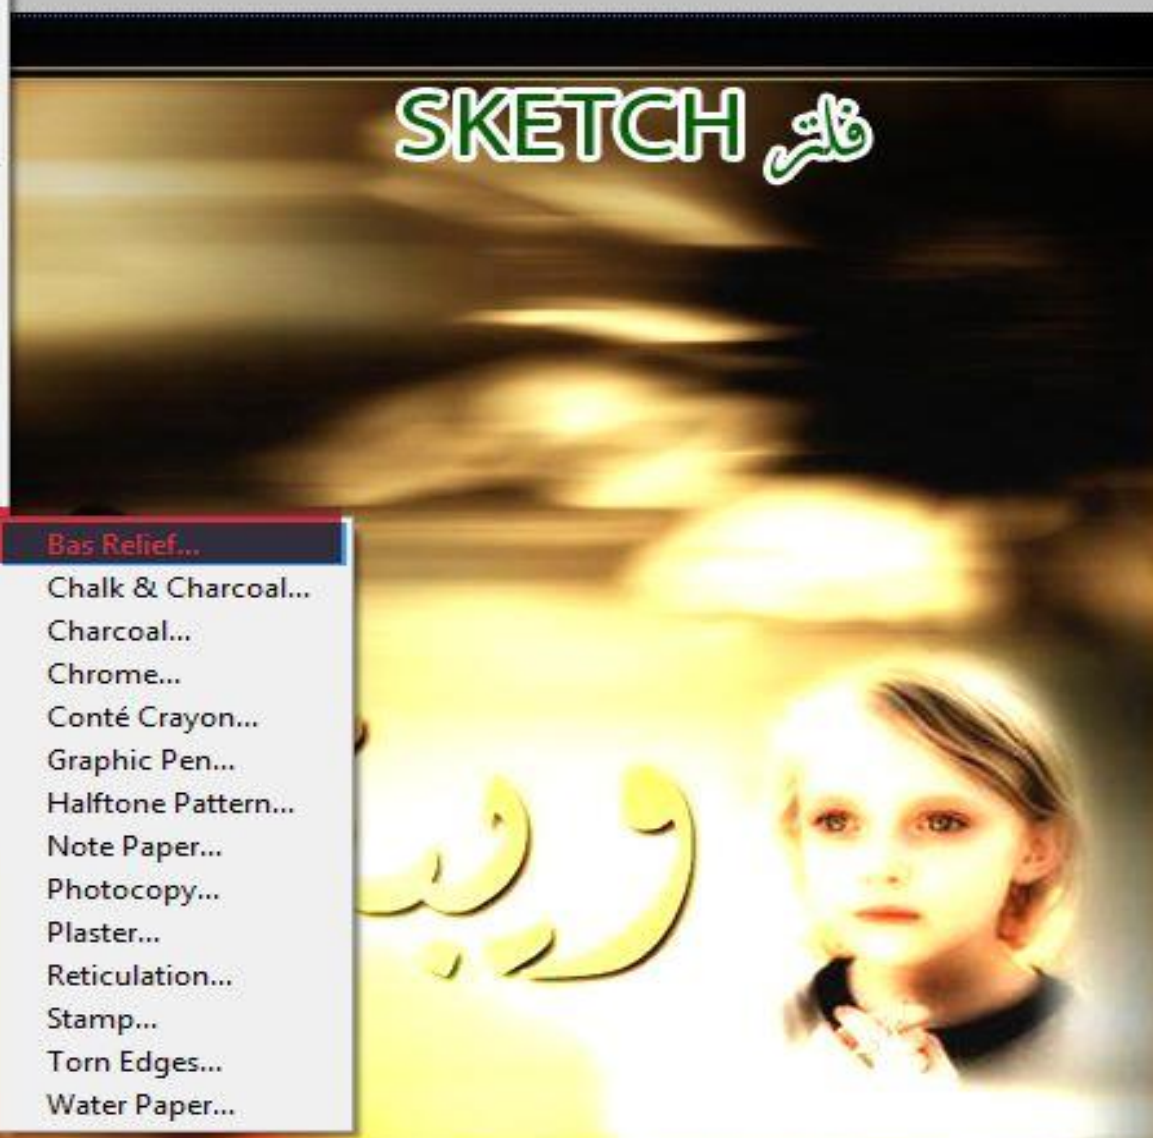 فلتر SKETCH
Bas Relief...
Chalk & Charcoal...
Charcoal...
Chrome...
Conté Crayon...
Graphic Pen...
Halftone Pattern...
Note Paper...
Photocopy...
Plaster...
Reticulation...
Stamp...
Torn Edges...
Water Paper...